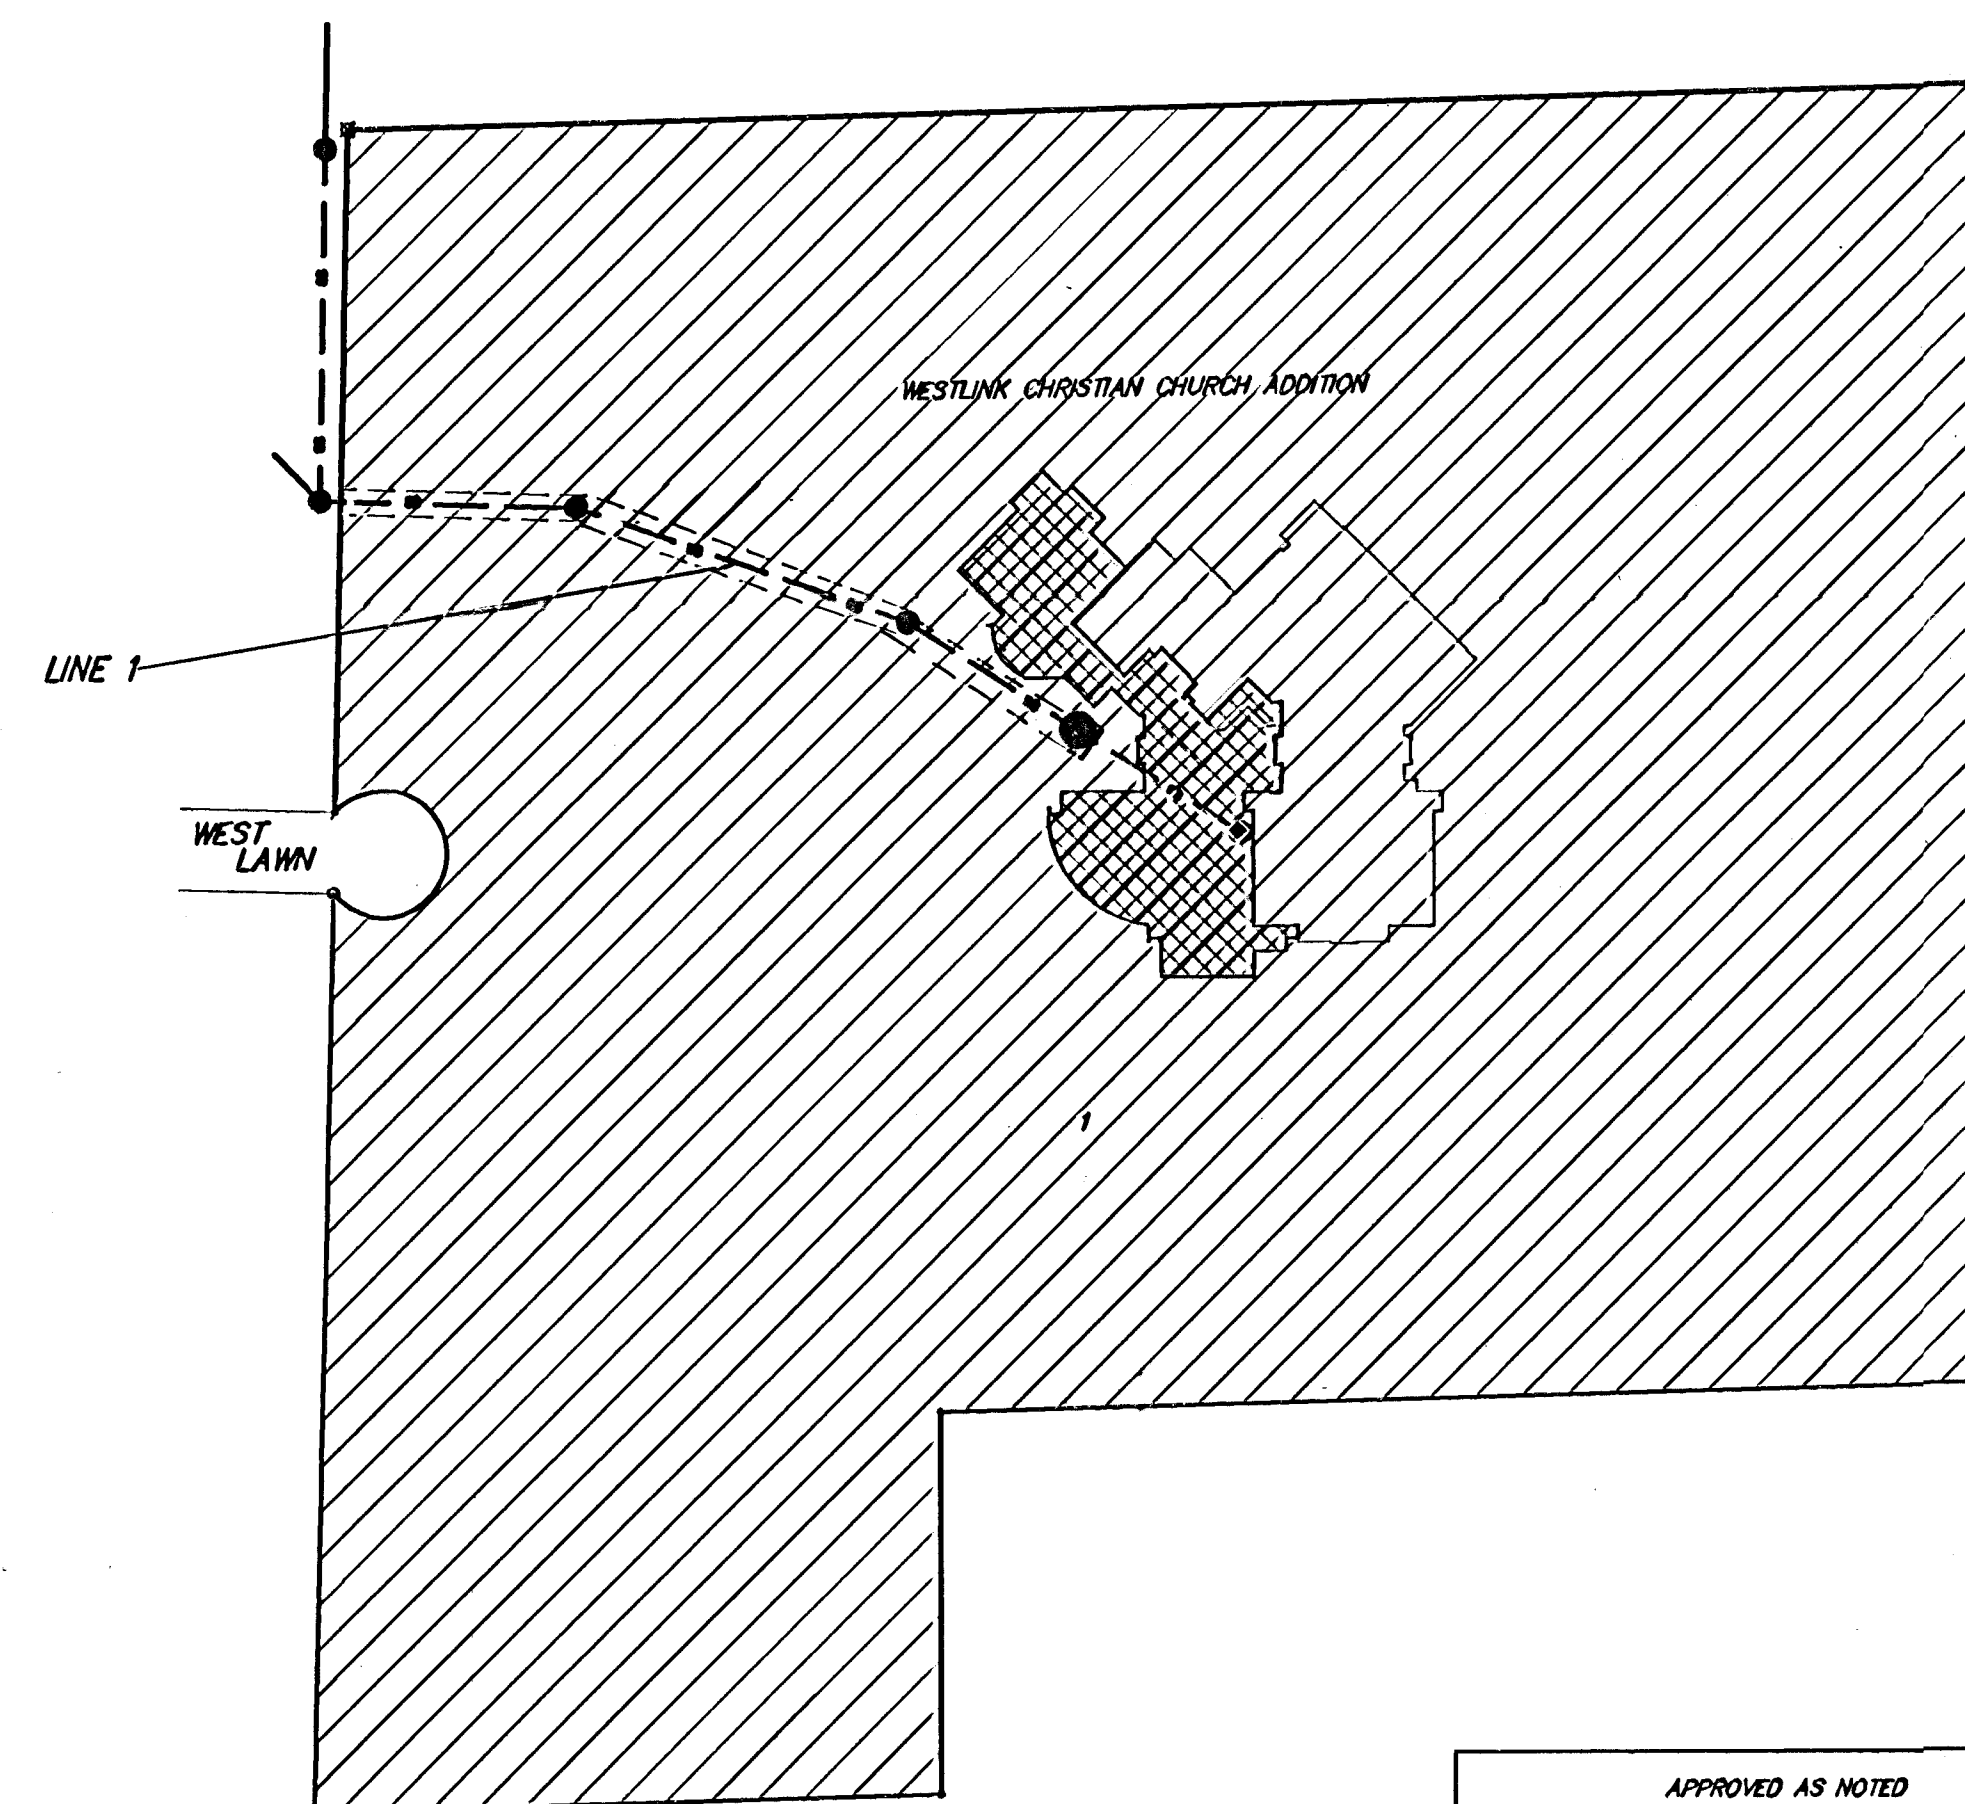 WESTLINK CHRISTIAN CHURCH ADDITION
LINE 1
WEST
LAWN
1
APPROVED AS NOTED